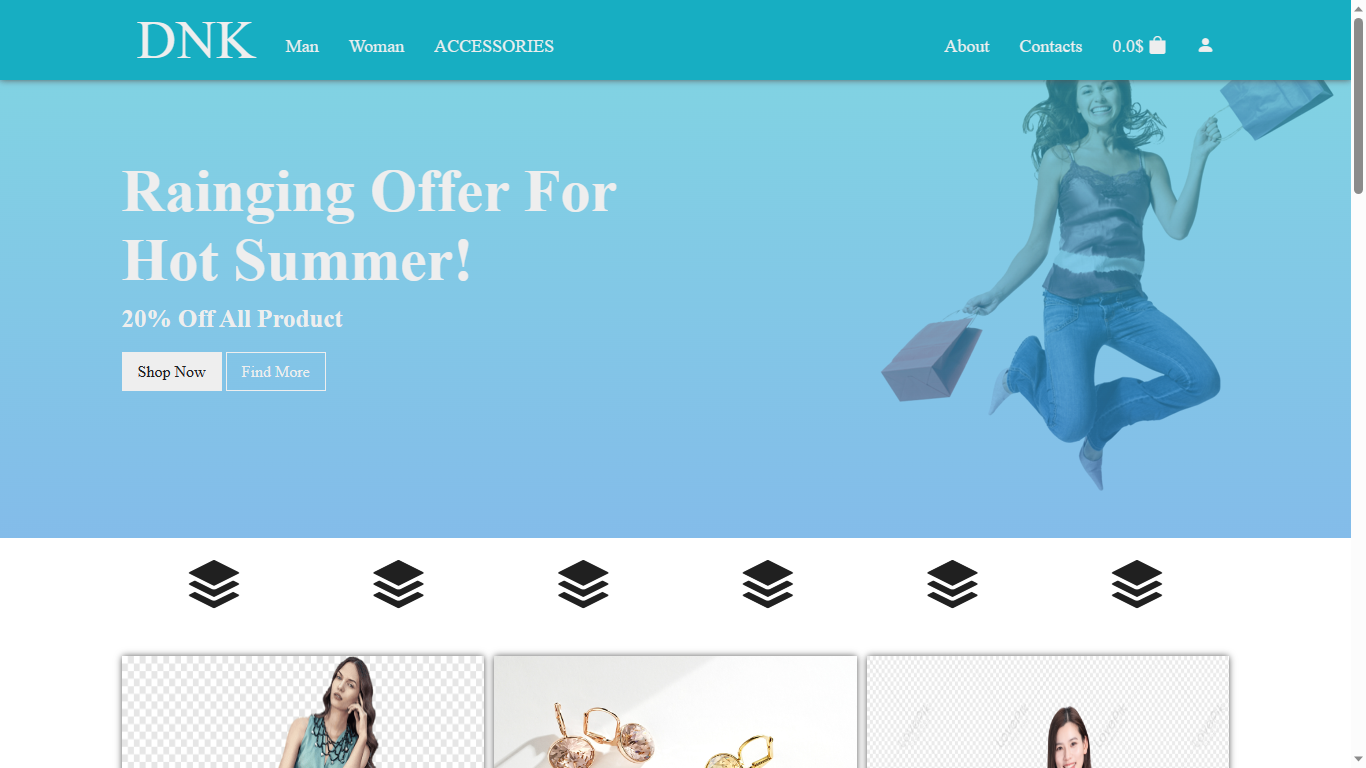 DNK
Man
Woman
ACCESSORIES
About
Contacts
0.0$
Rainging Offer For
Hot Summer!
20% Off All Product
Shop Now
Find More